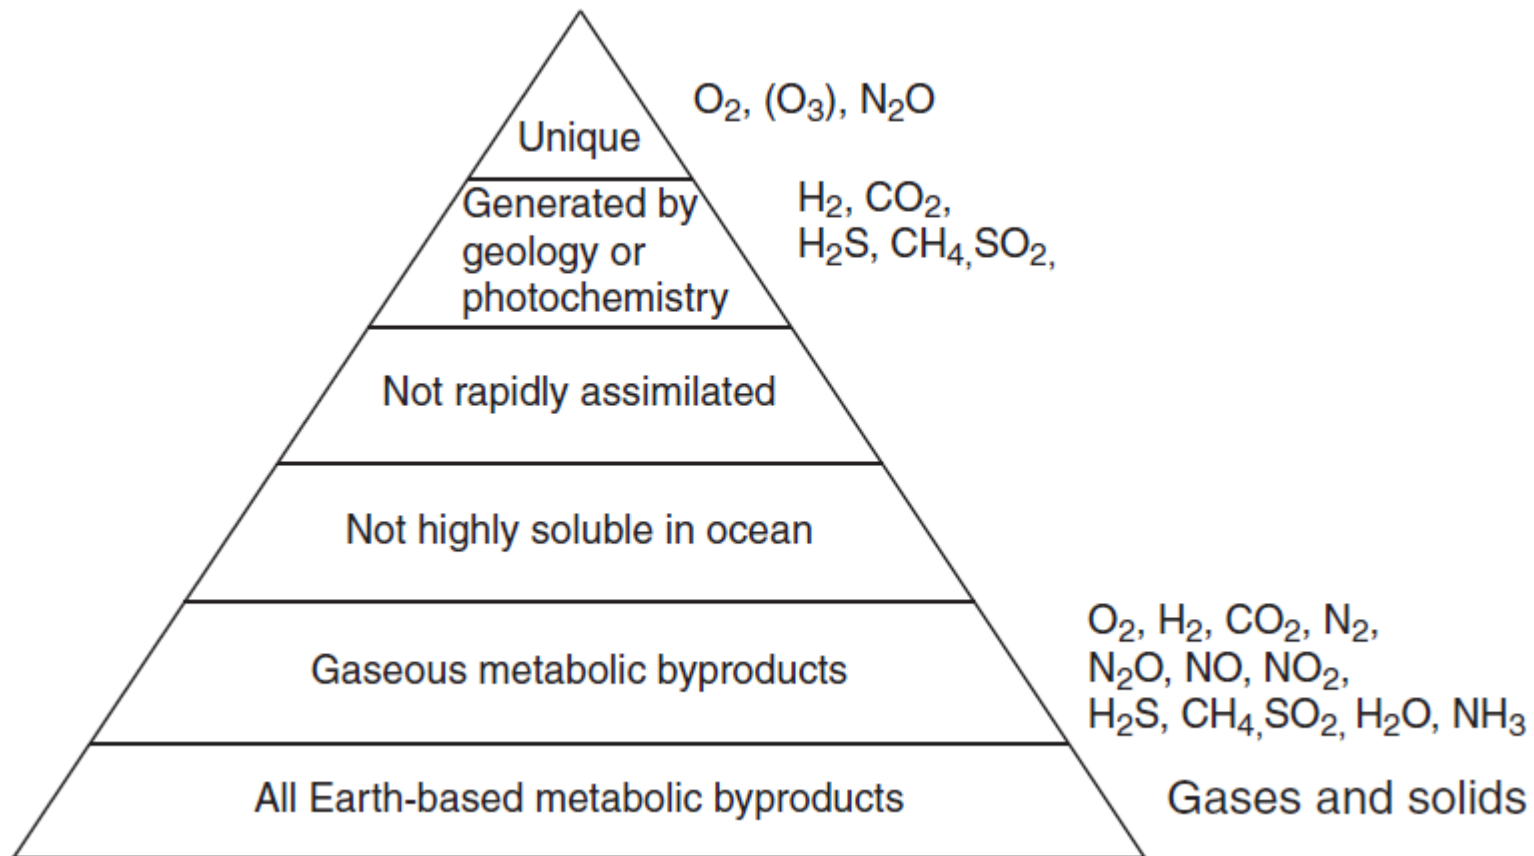 O₂, (O₃), N₂O
Unique
Generated by
geology or
photochemistry
H₂, CO₂,
H₂S, CH₄,SO₂,
Not rapidly assimilated
Not highly soluble in ocean
Gaseous metabolic byproducts
O₂, H₂, CO₂, N₂,
N₂O, NO, NO₂,
H₂S, CH₄,SO₂, H₂O, NH₃
All Earth-based metabolic byproducts
Gases and solids